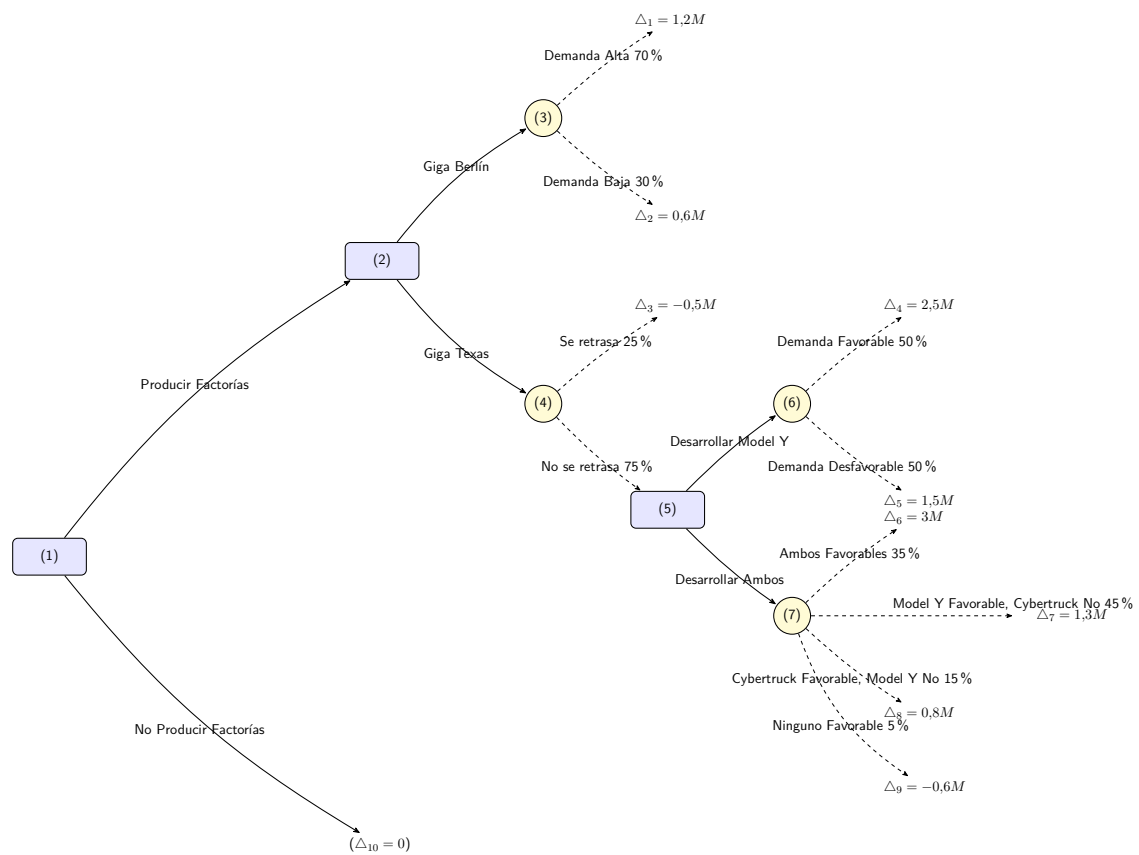 △₁ = 1,2M
Demanda Alta 70 %
(3)
Giga Berlín
Demanda Baja 30 %
△₂ = 0,6M
(2)
△₃ = −0,5M
△₄ = 2,5M
Se retrasa 25 %
Demanda Favorable 50 %
Giga Texas
Producir Factorías
(4)
(6)
Desarrollar Model Y
No se retrasa 75 %
Demanda Desfavorable 50 %
△₅ = 1,5M
(5)
△₆ = 3M
Ambos Favorables 35 %
(1)
Desarrollar Ambos
Model Y Favorable, Cybertruck No 45 %
(7)
△₇ = 1,3M
Cybertruck Favorable, Model Y No 15 %
△₈ = 0,8M
Ninguno Favorable 5 %
No Producir Factorías
△₉ = −0,6M
(△₁₀ = 0)